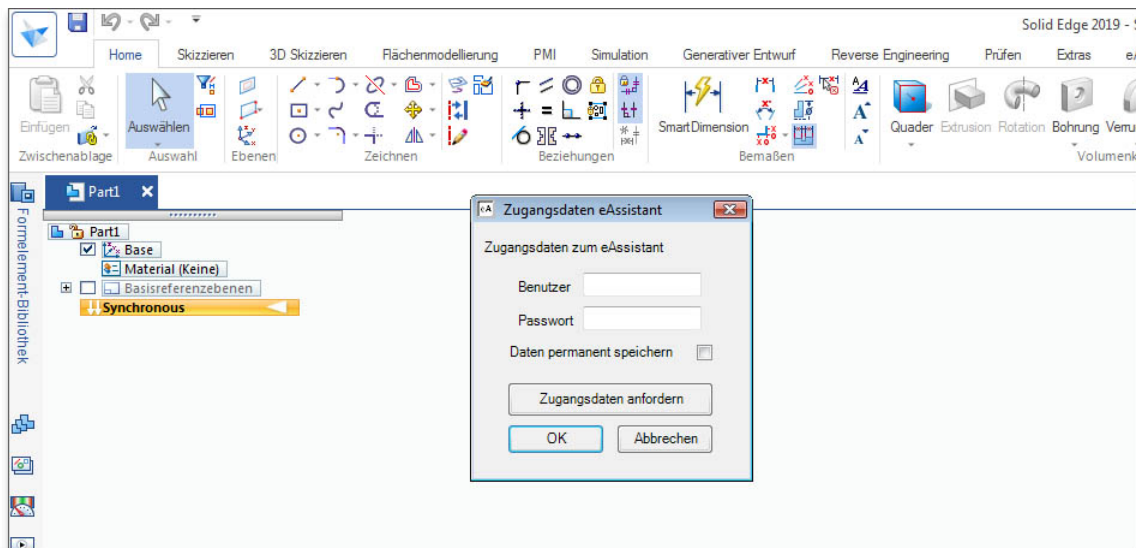 Solid Edge 2019 -
Home Skizzieren 3D Skizzieren Flächenmodellierung PMI Simulation Generativer Entwurf Reverse Engineering Prüfen Extras
Einfügen Auswählen SmartDimension Quader Extrusion Rotation Bohrung
Zwischenablage Auswahl Ebenen Zeichnen Beziehungen Bemaßen
Part1
Formelement-Bibliothek
Part1
Base
Material (Keine)
Basisreferenzebenen
Synchronous
eA Zugangsdaten eAssistant
Zugangsdaten zum eAssistant
Benutzer
Passwort
Daten permanent speichern
Zugangsdaten anfordern
OK Abbrechen